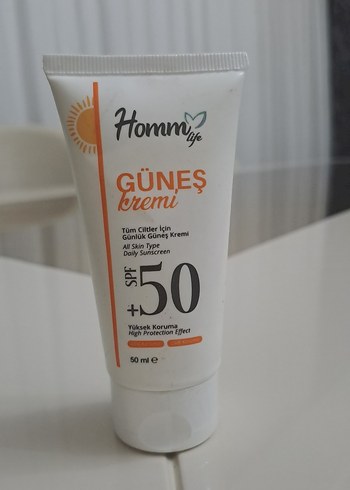 Homm life
GÜNEŞ
kremi
Tüm Ciltler İçin
Günlük Güneş Kremi
All Skin Type
Daily Sunscreen
SPF
+50
Yüksek Koruma
High Protection Effect
50 ml e